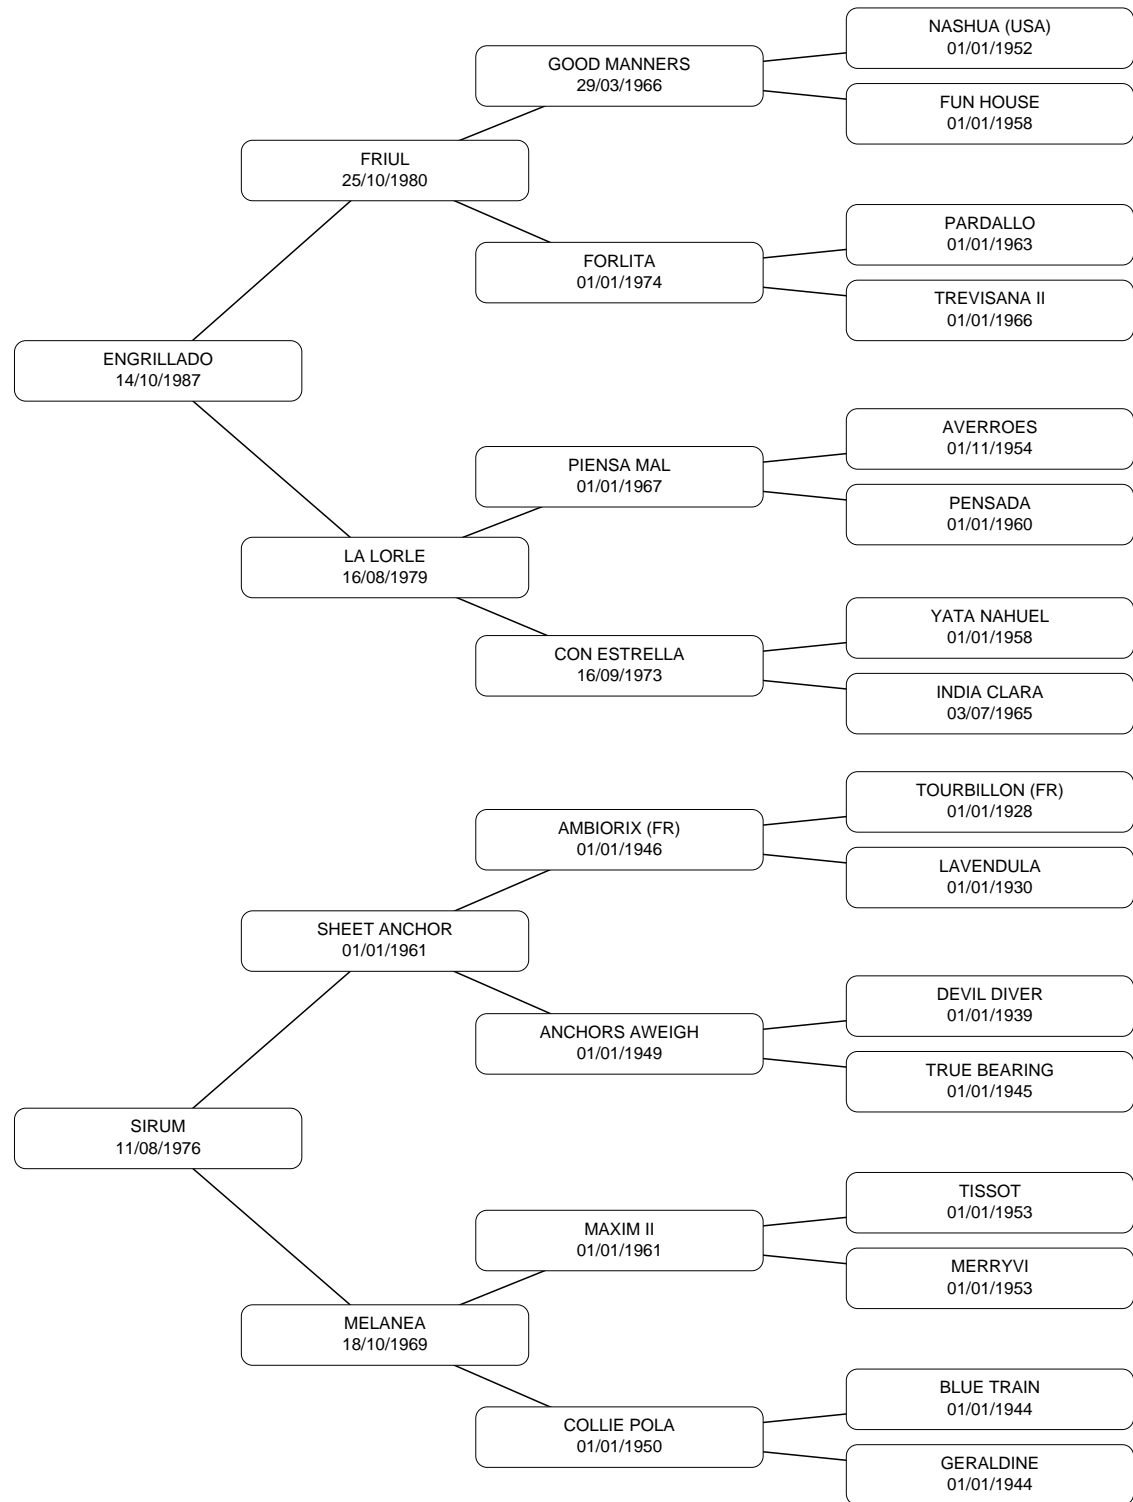 NASHUA (USA)
01/01/1952
GOOD MANNERS
29/03/1966
FUN HOUSE
01/01/1958
FRIUL
25/10/1980
PARDALLO
01/01/1963
FORLITA
01/01/1974
TREVISANA II
01/01/1966
ENGRILLADO
14/10/1987
AVERROES
01/11/1954
PIENSA MAL
01/01/1967
PENSADA
01/01/1960
LA LORLE
16/08/1979
YATA NAHUEL
01/01/1958
CON ESTRELLA
16/09/1973
INDIA CLARA
03/07/1965
TOURBILLON (FR)
01/01/1928
AMBIORIX (FR)
01/01/1946
LAVENDULA
01/01/1930
SHEET ANCHOR
01/01/1961
DEVIL DIVER
01/01/1939
ANCHORS AWEIGH
01/01/1949
TRUE BEARING
01/01/1945
SIRUM
11/08/1976
TISSOT
01/01/1953
MAXIM II
01/01/1961
MERRYVI
01/01/1953
MELANEA
18/10/1969
BLUE TRAIN
01/01/1944
COLLIE POLA
01/01/1950
GERALDINE
01/01/1944